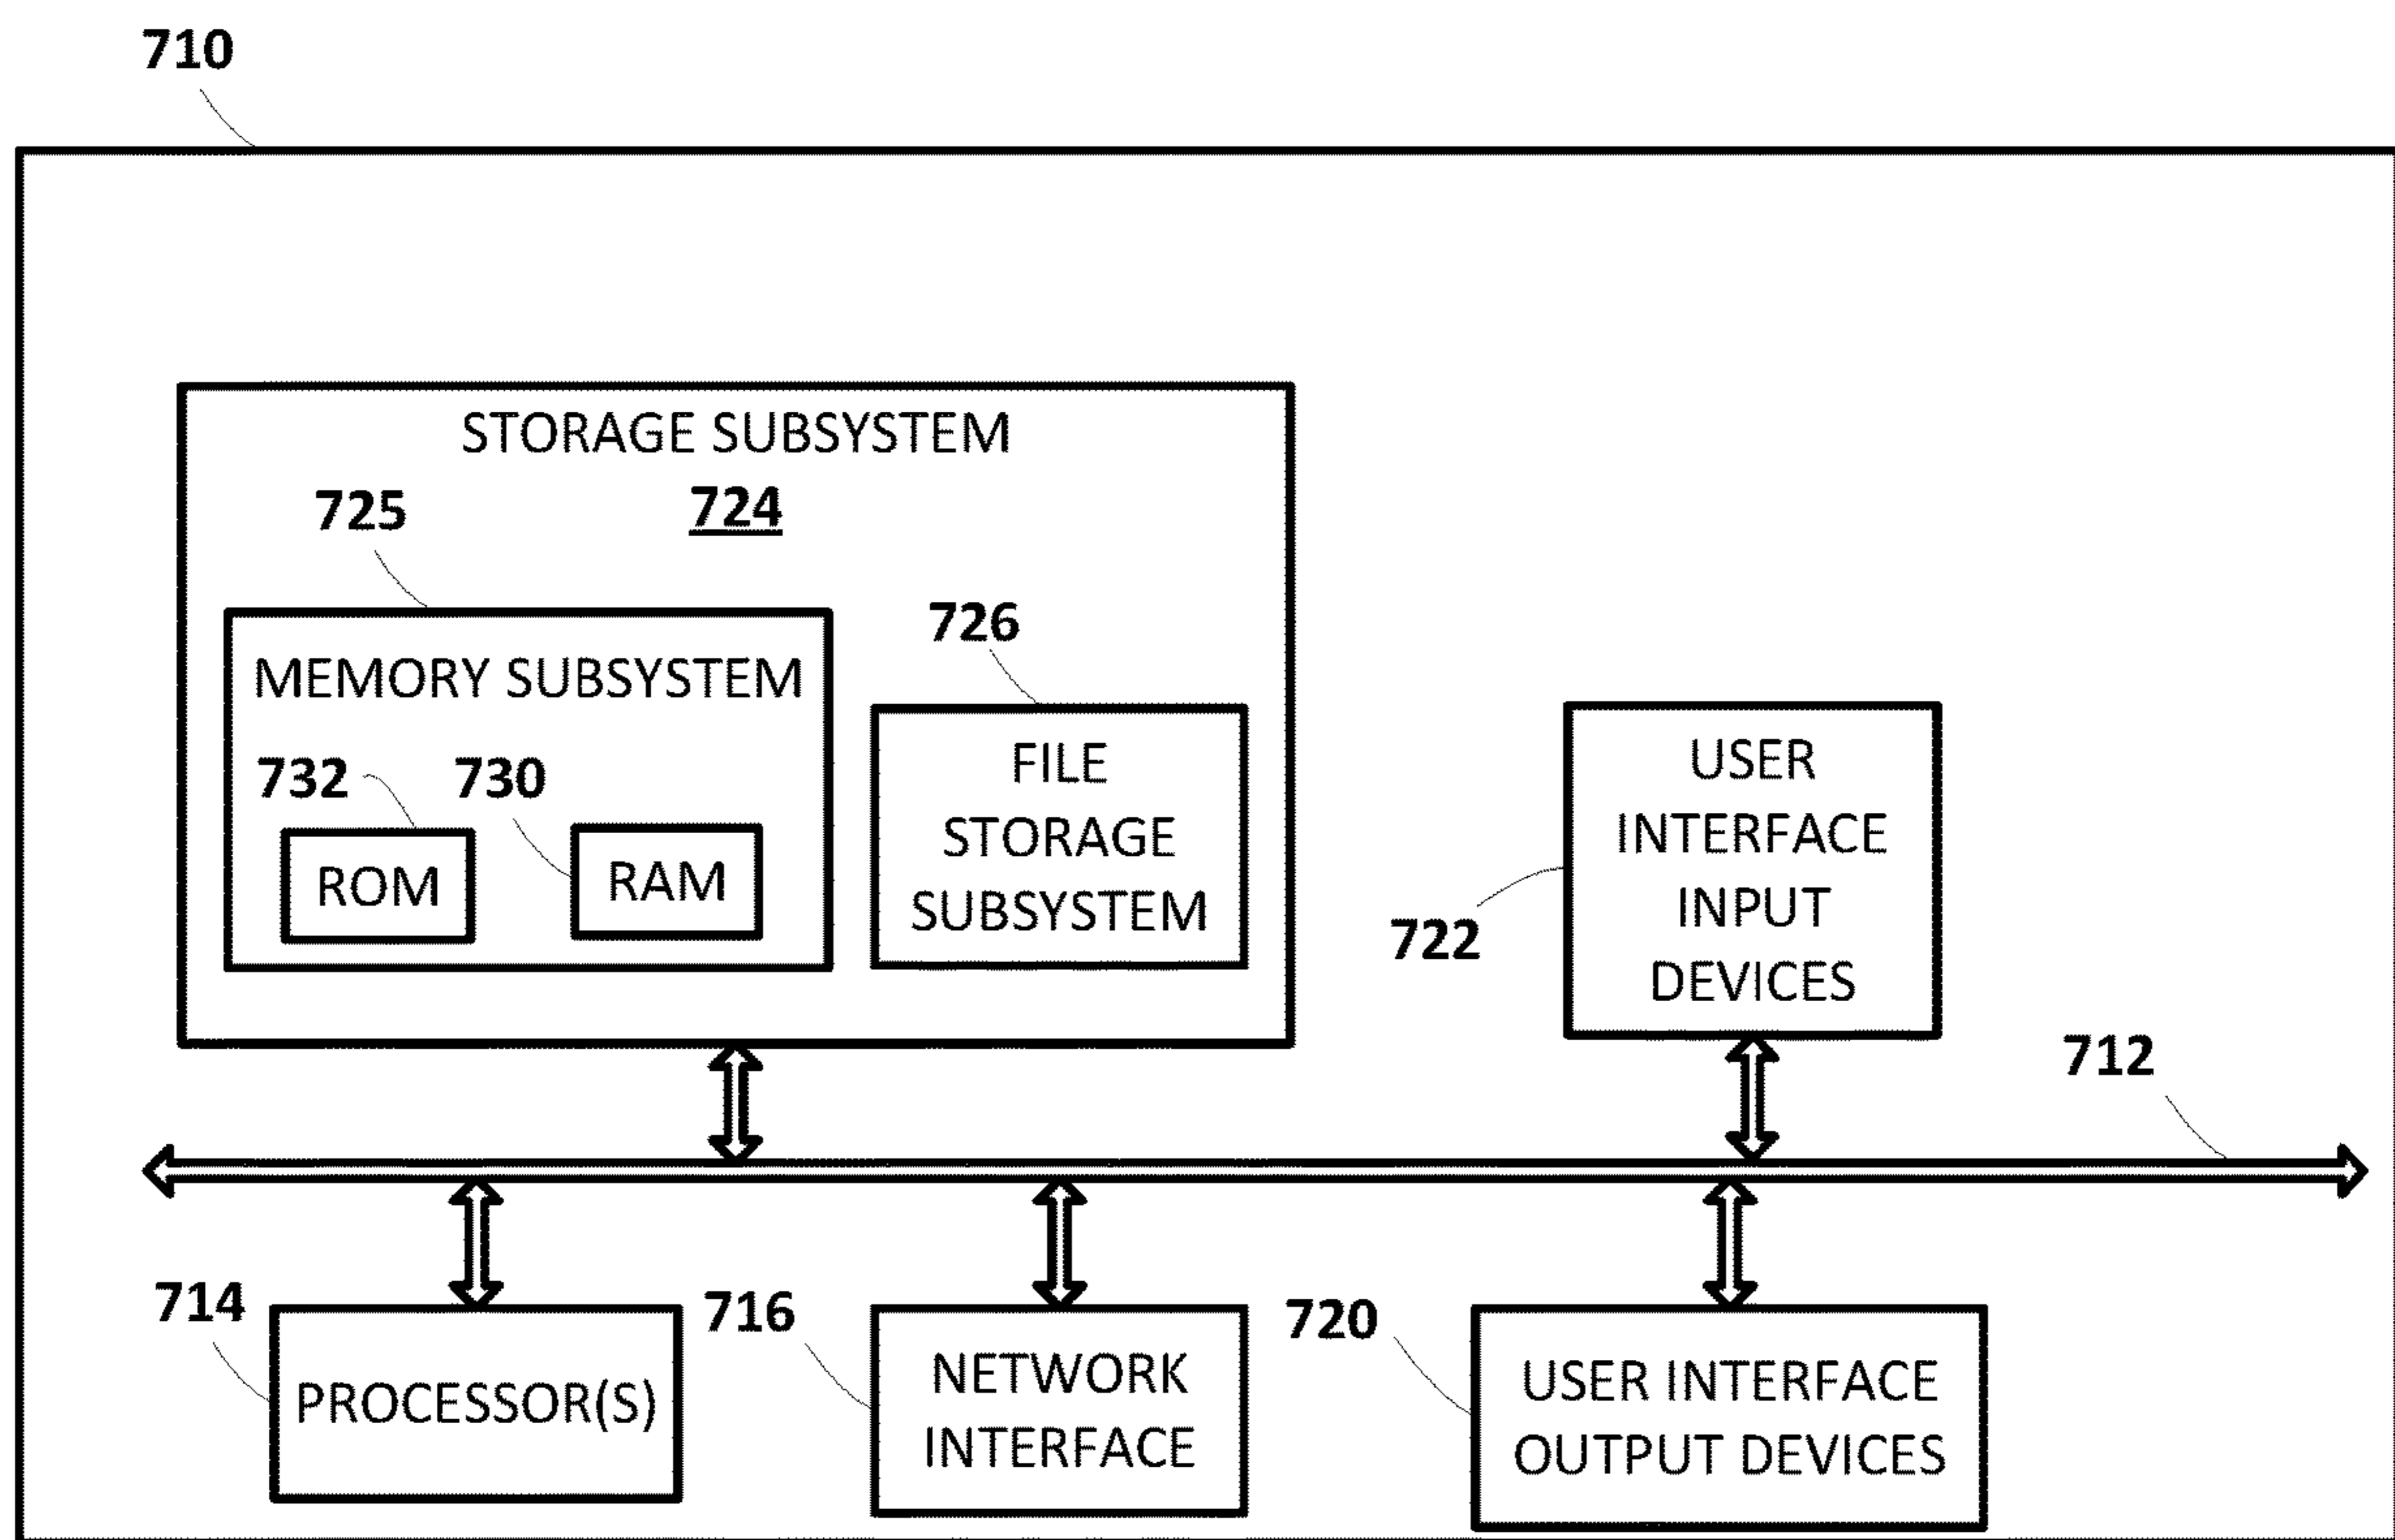 710
STORAGE SUBSYSTEM
724
725
MEMORY SUBSYSTEM
732
730
ROM
RAM
726
FILE
STORAGE
SUBSYSTEM
USER
INTERFACE
INPUT
DEVICES
722
712
714
PROCESSOR(S)
716
NETWORK
INTERFACE
720
USER INTERFACE
OUTPUT DEVICES